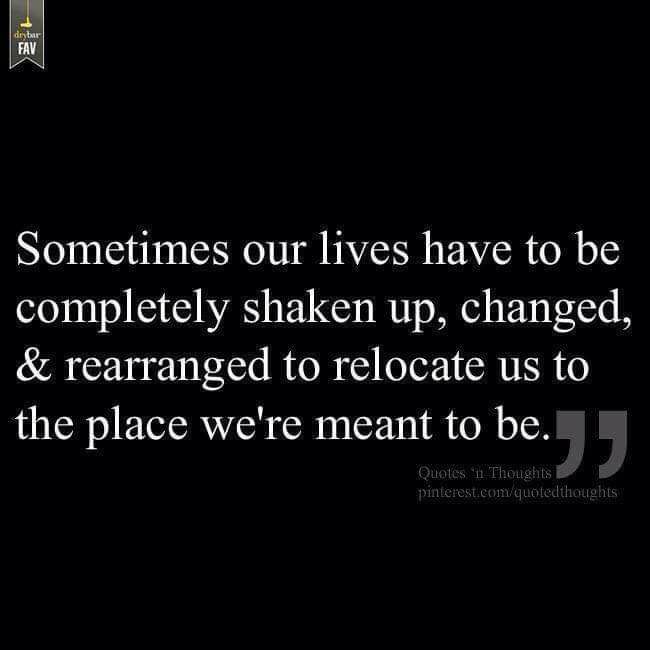 drybar
FAV
Sometimes our lives have to be
completely shaken up, changed,
& rearranged to relocate us to
the place we're meant to be.
Quotes 'n Thoughts
pinterest.com/quotedthoughts